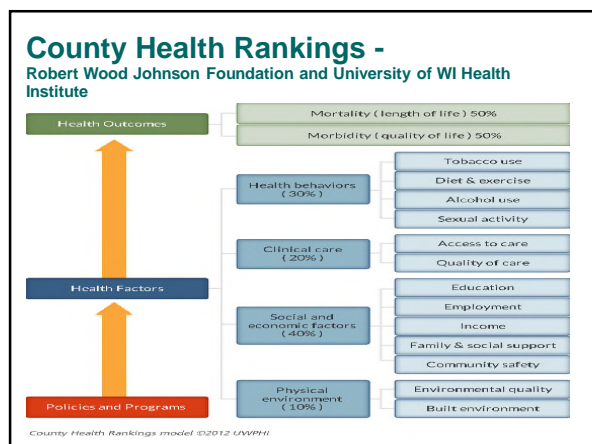 County Health Rankings -
Robert Wood Johnson Foundation and University of WI Health
Institute
Health Outcomes
Mortality (length of life) 50%
Morbidity (quality of life) 50%
Health Factors
Health behaviors
(30%)
Tobacco use
Diet & exercise
Alcohol use
Sexual activity
Clinical care
(20%)
Access to care
Quality of care
Social and
economic factors
(40%)
Education
Employment
Income
Family & social support
Community safety
Physical
environment
(10%)
Environmental quality
Built environment
Policies and Programs
County Health Rankings model ©2012 UWPHI